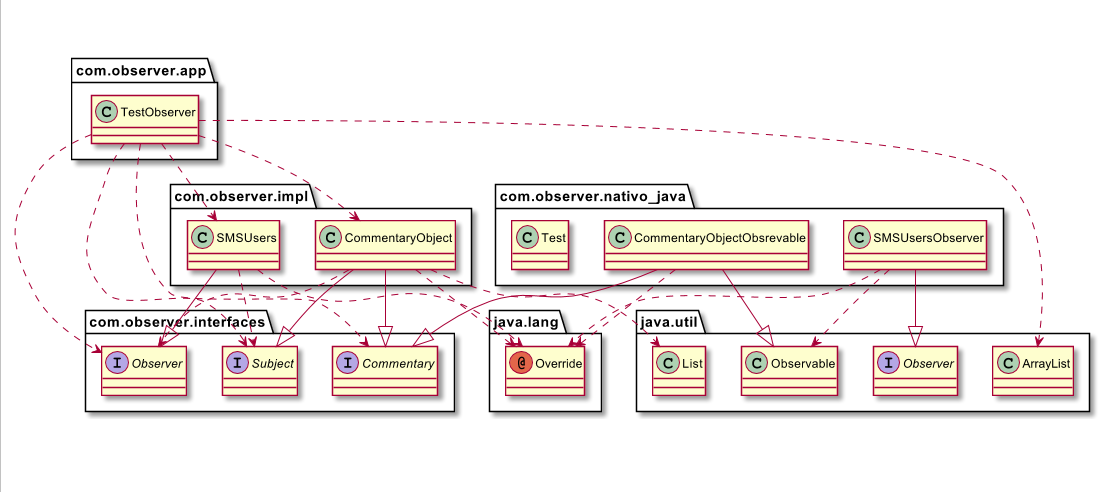 com.observer.app
C TestObserver
com.observer.impl
C SMSUsers
C CommentaryObject
com.observer.nativo_java
C Test
C CommentaryObjectObsrevable
C SMSUsersObserver
com.observer.interfaces
I Observer
I Subject
I Commentary
java.lang
@ Override
java.util
C List
C Observable
I Observer
C ArrayList